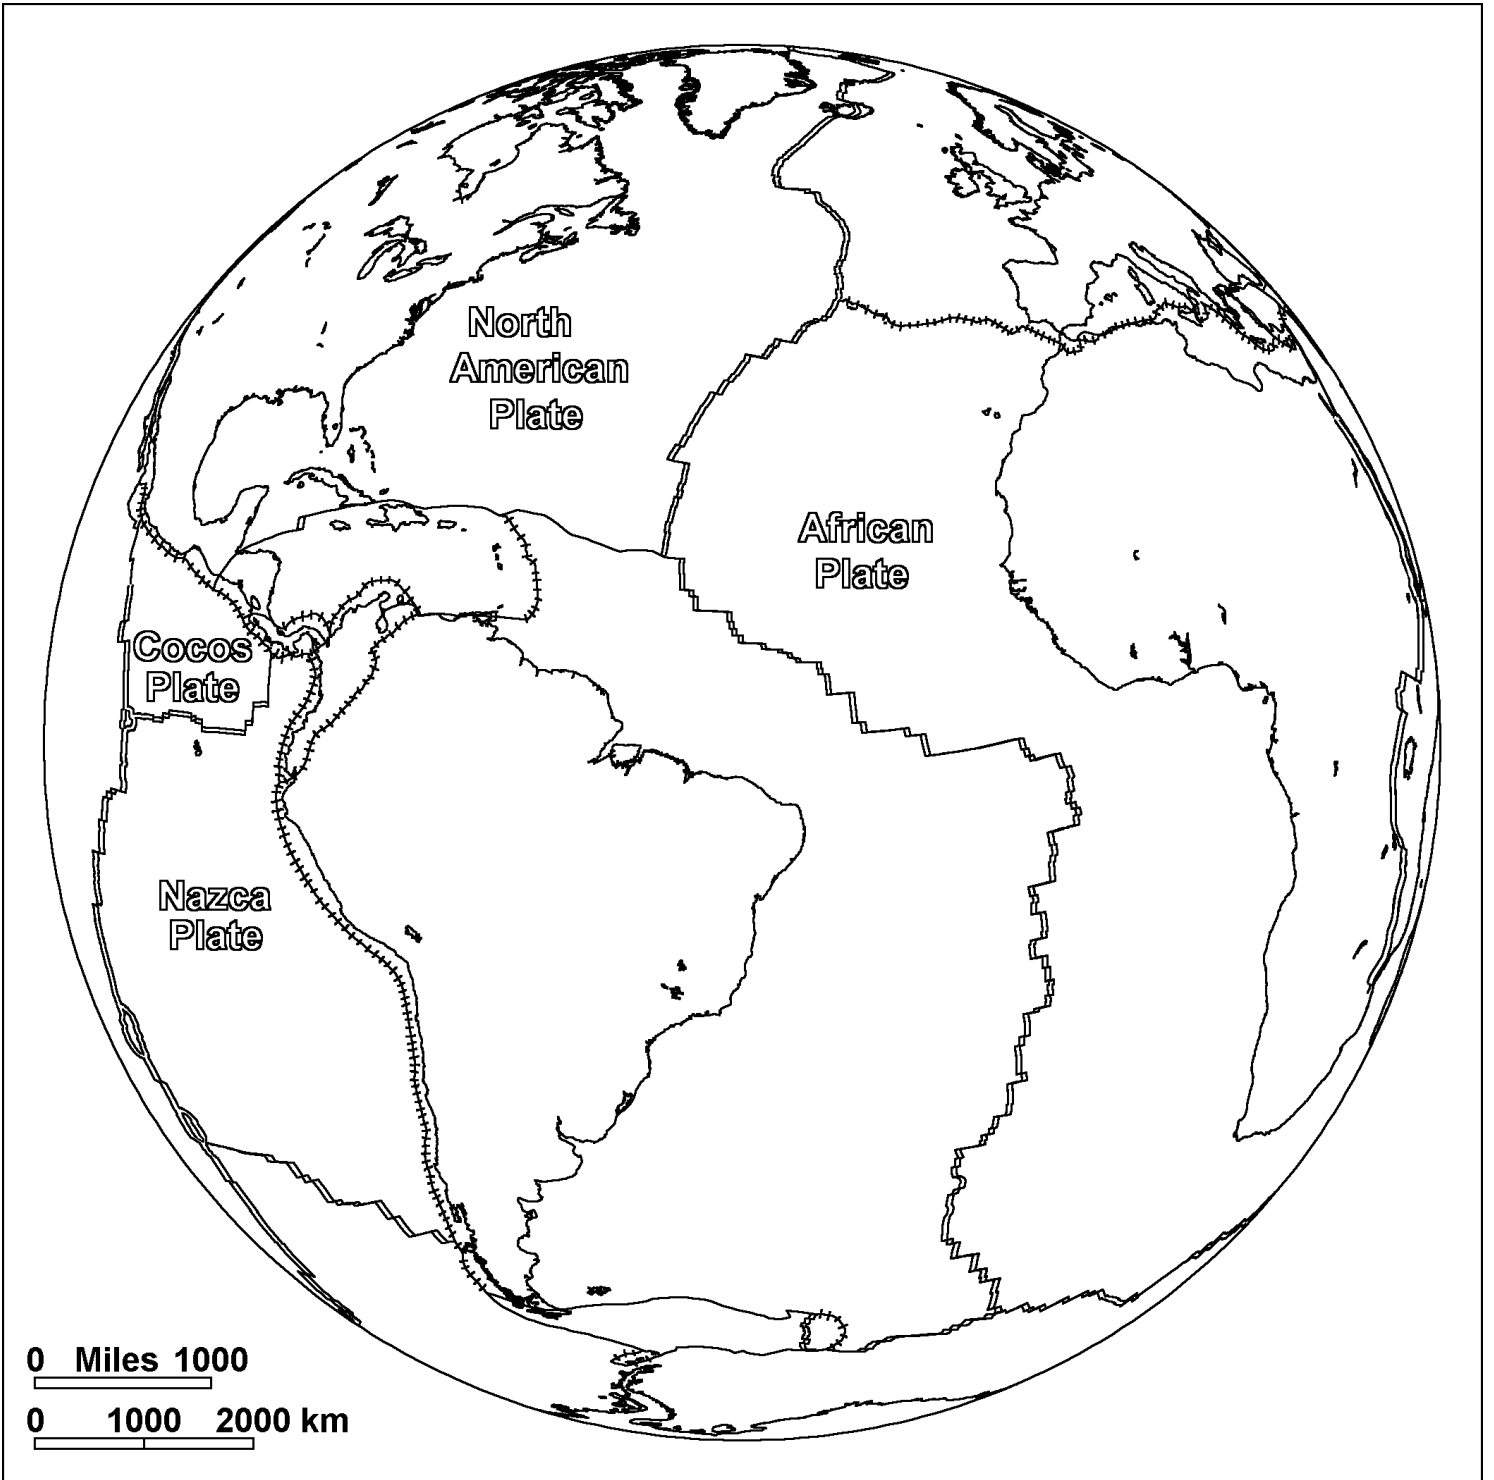 North
American
Plate
African
Plate
Cocos
Plate
Nazca
Plate
0 Miles 1000
0 1000 2000 km